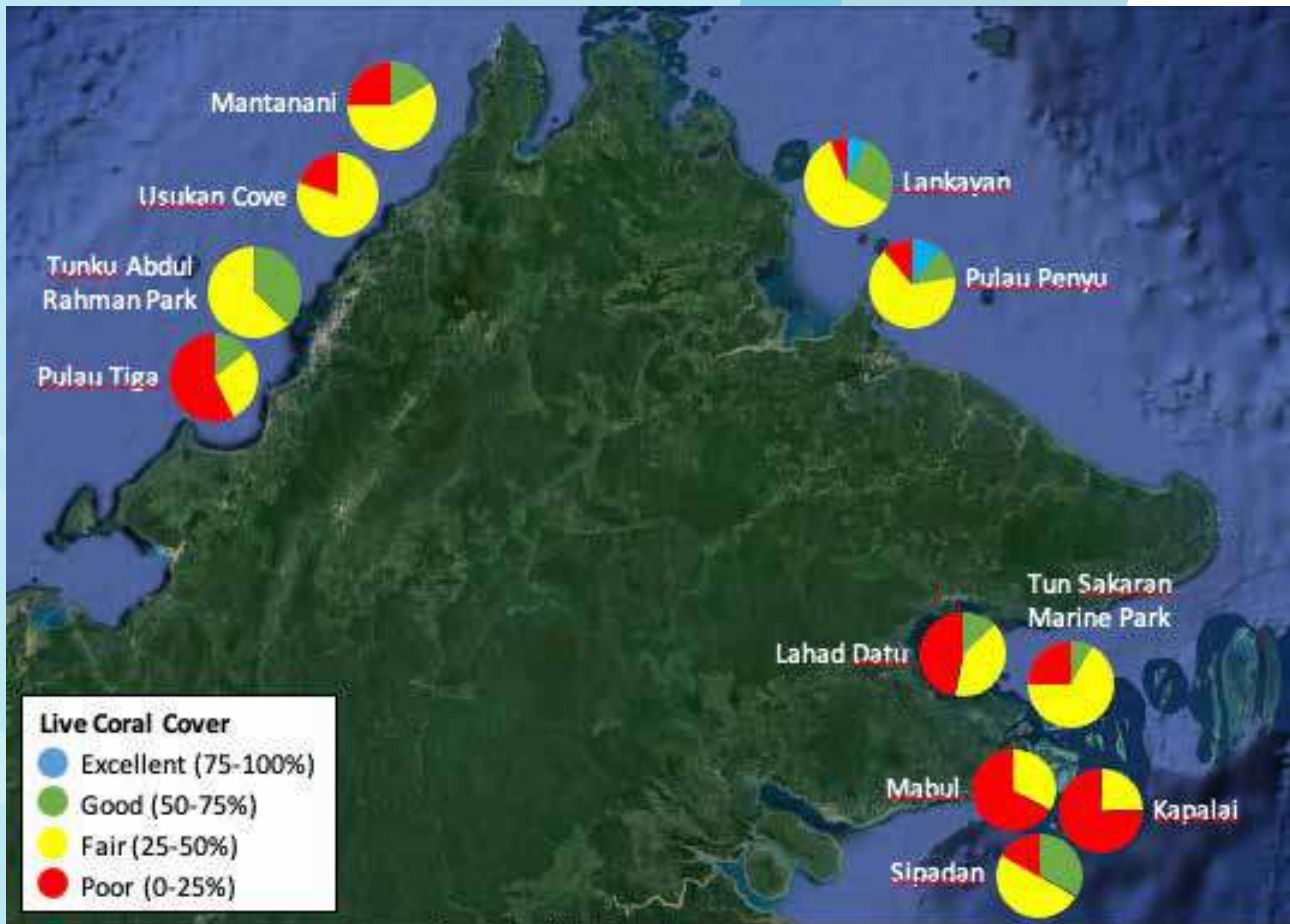 Mantanani
Usukan Cove
Tunku Abdul
Rahman Park
Pulau Tiga
Lankayan
Pulau Penyu
Tun Sakaran
Marine Park
Lahad Datu
Mabul
Kapalai
Sipadan
Live Coral Cover
Excellent (75-100%)
Good (50-75%)
Fair (25-50%)
Poor (0-25%)